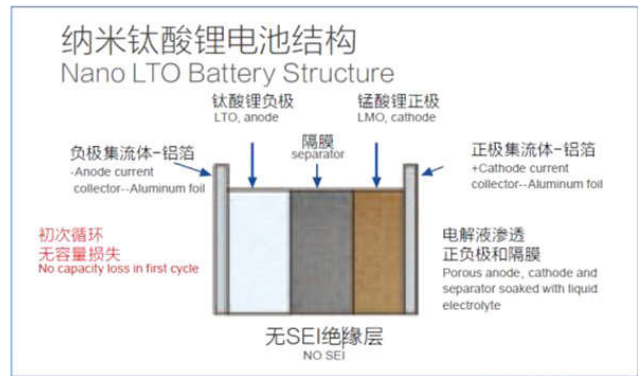 纳米钛酸锂电池结构
Nano LTO Battery Structure
钛酸锂负极
LTO, anode
锰酸锂正极
LMO, cathode
隔膜
separator
负极集流体-铝箔
-Anode current
collector--Aluminum foil
正极集流体-铝箔
+Cathode current
collector--Aluminum foil
初次循环
无容量损失
No capacity loss in first cycle
电解液渗透
正负极和隔膜
Porous anode, cathode and
separator soaked with liquid
electrolyte
无SEI绝缘层
NO SEI